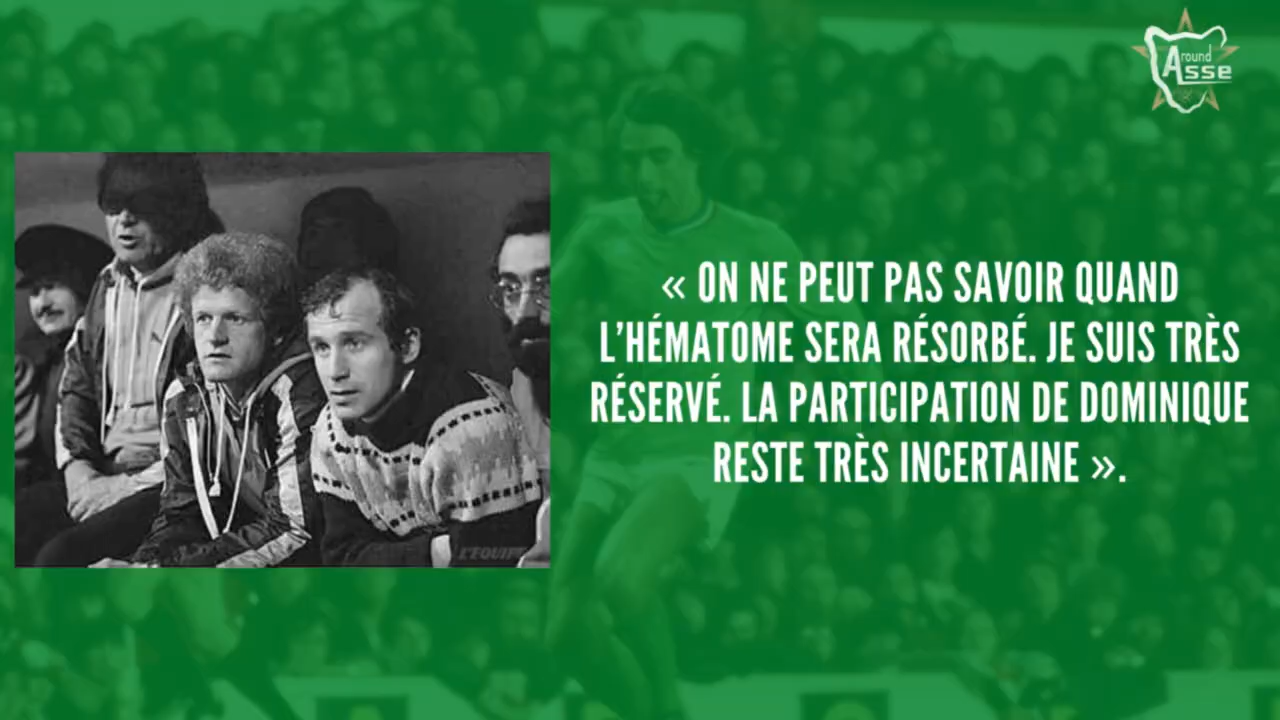 Around
Asse
« ON NE PEUT PAS SAVOIR QUAND
L'HÉMATOME SERA RÉSORBÉ. JE SUIS TRÈS
RÉSERVÉ. LA PARTICIPATION DE DOMINIQUE
RESTE TRÈS INCERTAINE ».
L'ÉQUIPE